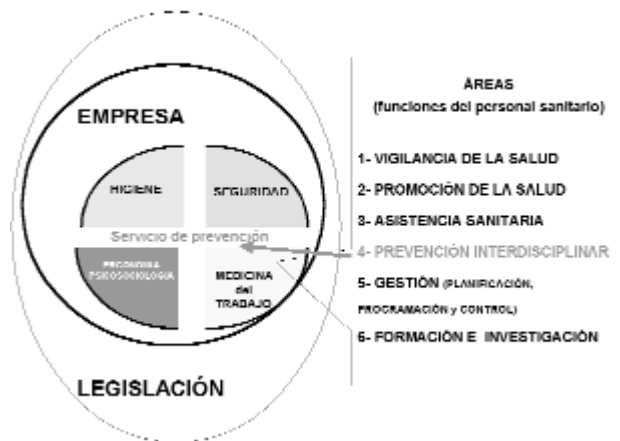 EMPRESA
HIGIENE
SEGURIDAD
Servicio de prevención
ERGONOMIA
PSICOSOCIOLOGIA
MEDICINA
del
TRABAJO
LEGISLACIÓN
ÁREAS
(funciones del personal sanitario)
1- VIGILANCIA DE LA SALUD
2- PROMOCIÓN DE LA SALUD
3- ASISTENCIA SANITARIA
4- PREVENCIÓN INTERDISCIPLINAR
5- GESTIÓN (PLANIFICACIÓN,
PROGRAMACIÓN y CONTROL)
6- FORMACIÓN E INVESTIGACIÓN